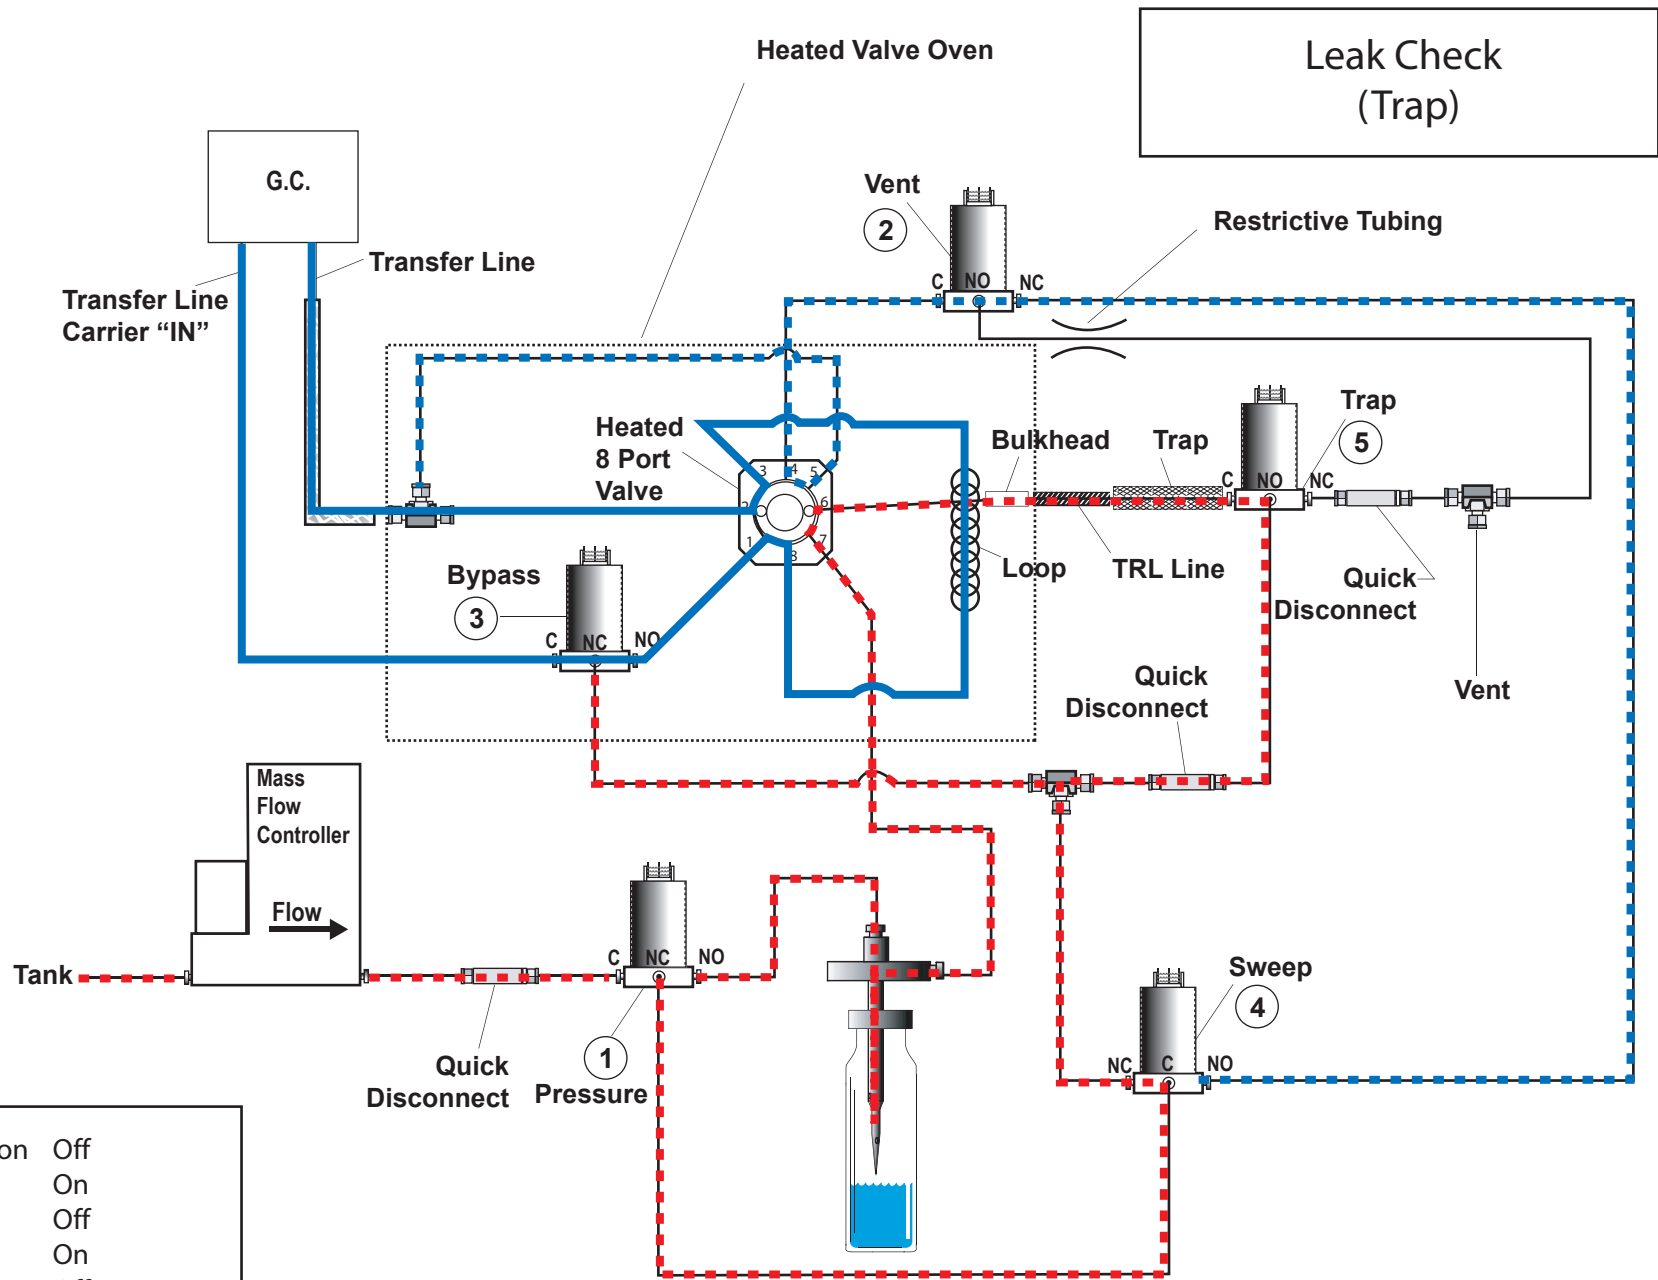 Leak Check
(Trap)
Heated Valve Oven
G.C.
Vent
2
Restrictive Tubing
Transfer Line
Transfer Line
Carrier “IN”
C NO NC
Heated
8 Port
Valve
Bulkhead
Trap
Trap
5
C NO NC
1 2 3 4 5 6 7 8
Loop
TRL Line
Quick
Disconnect
Vent
Bypass
3
C NC NO
Quick
Disconnect
Mass
Flow
Controller
Flow
Tank
C NC NO
Quick
Disconnect
1
Pressure
Sweep
4
NC C NO
on Off
On
Off
On